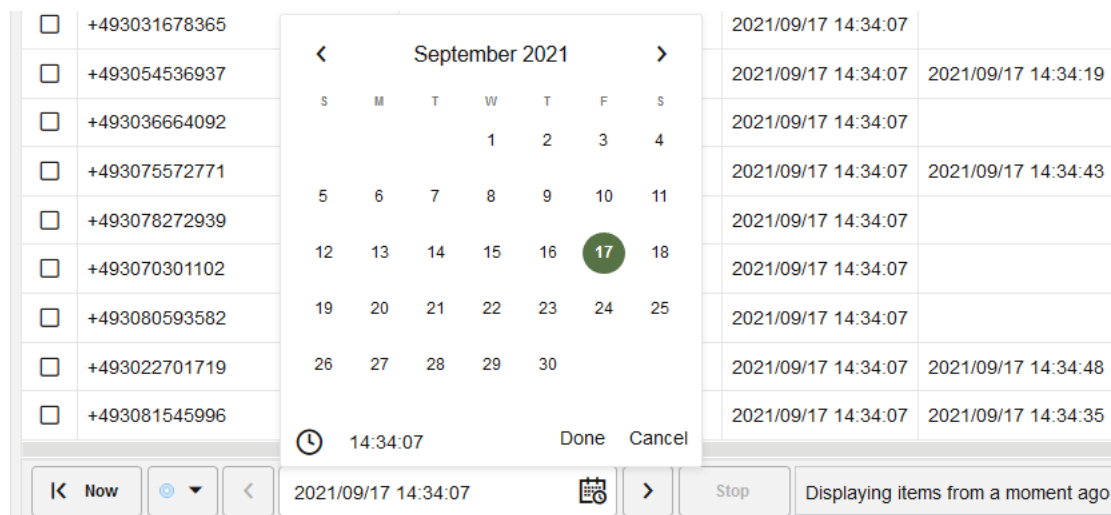 +493031678365 2021/09/17 14:34:07
+493054536937 2021/09/17 14:34:07 2021/09/17 14:34:19
+493036664092 2021/09/17 14:34:07
+493075572771 2021/09/17 14:34:07 2021/09/17 14:34:43
+493078272939 2021/09/17 14:34:07
+493070301102 2021/09/17 14:34:07
+493080593582 2021/09/17 14:34:07
+493022701719 2021/09/17 14:34:07 2021/09/17 14:34:48
+493081545996 2021/09/17 14:34:07 2021/09/17 14:34:35
September 2021
S M T W T F S
1 2 3 4
5 6 7 8 9 10 11
12 13 14 15 16 17 18
19 20 21 22 23 24 25
26 27 28 29 30
14:34:07 Done Cancel
Now 2021/09/17 14:34:07 Stop Displaying items from a moment ago